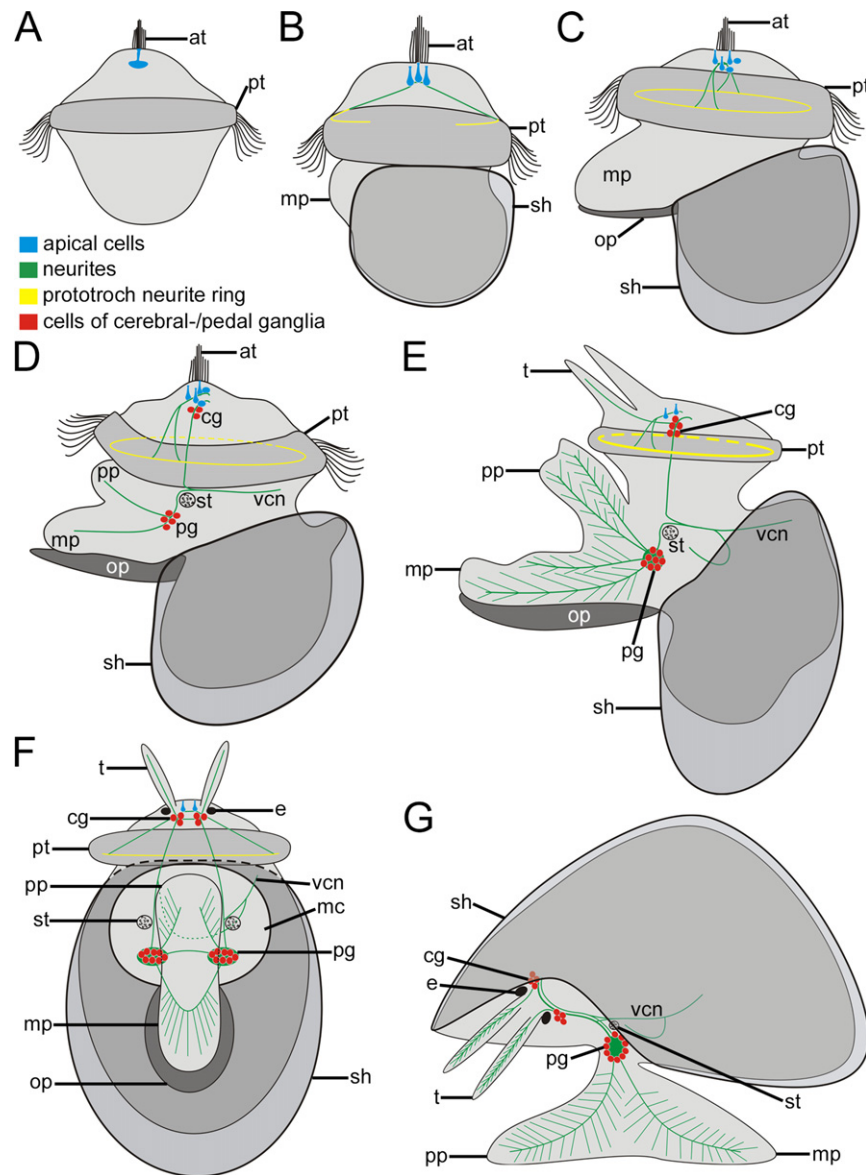 A
at
pt
B
at
pt
mp
sh
C
at
pt
mp
op
sh
apical cells
neurites
prototroch neurite ring
cells of cerebral-/pedal ganglia
D
at
pt
cg
pp
st
vcn
pg
mp
op
sh
E
t
cg
pt
pp
st
vcn
mp
op
pg
sh
F
t
e
cg
pt
pp
vcn
mc
st
pg
mp
op
sh
G
sh
cg
e
vcn
pg
t
st
pp
mp